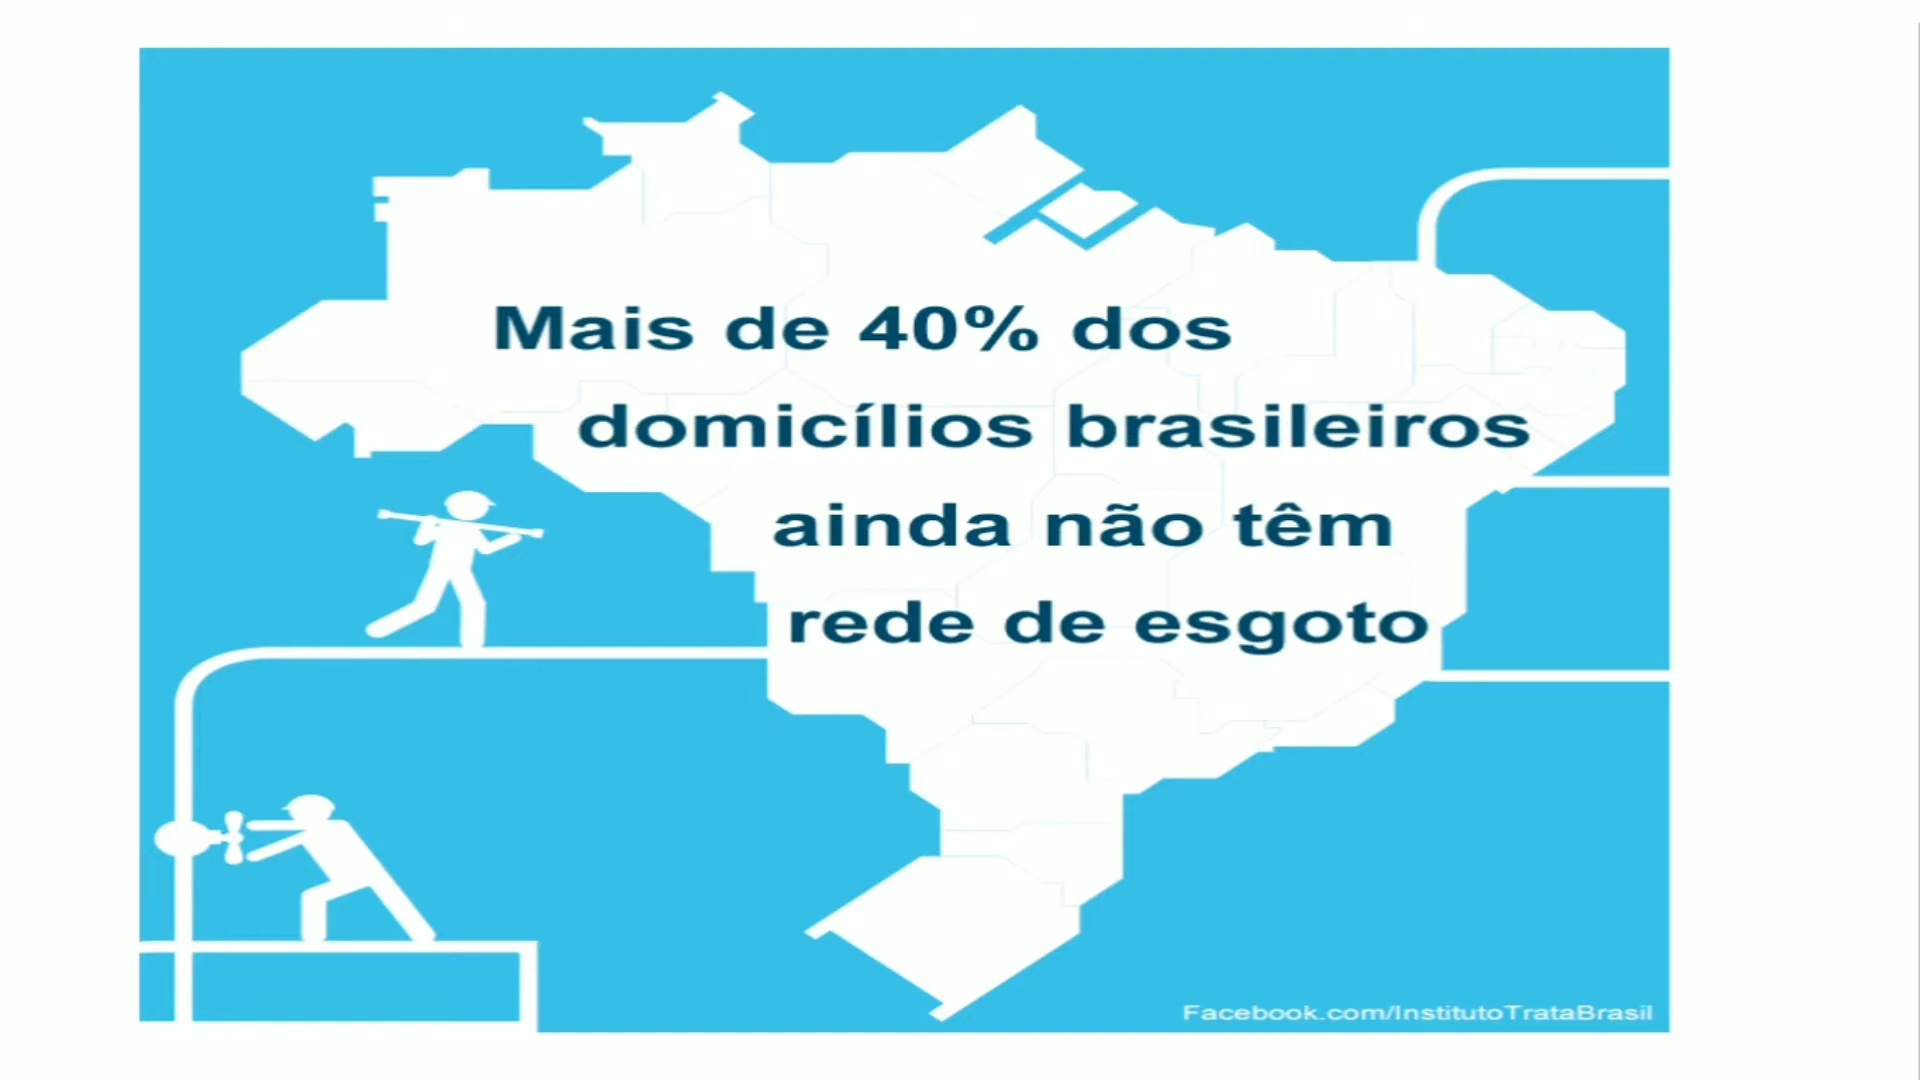 Mais de 40% dos
domicílios brasileiros
ainda não têm
rede de esgoto
Facebook.com/InstitutoTrataBrasil